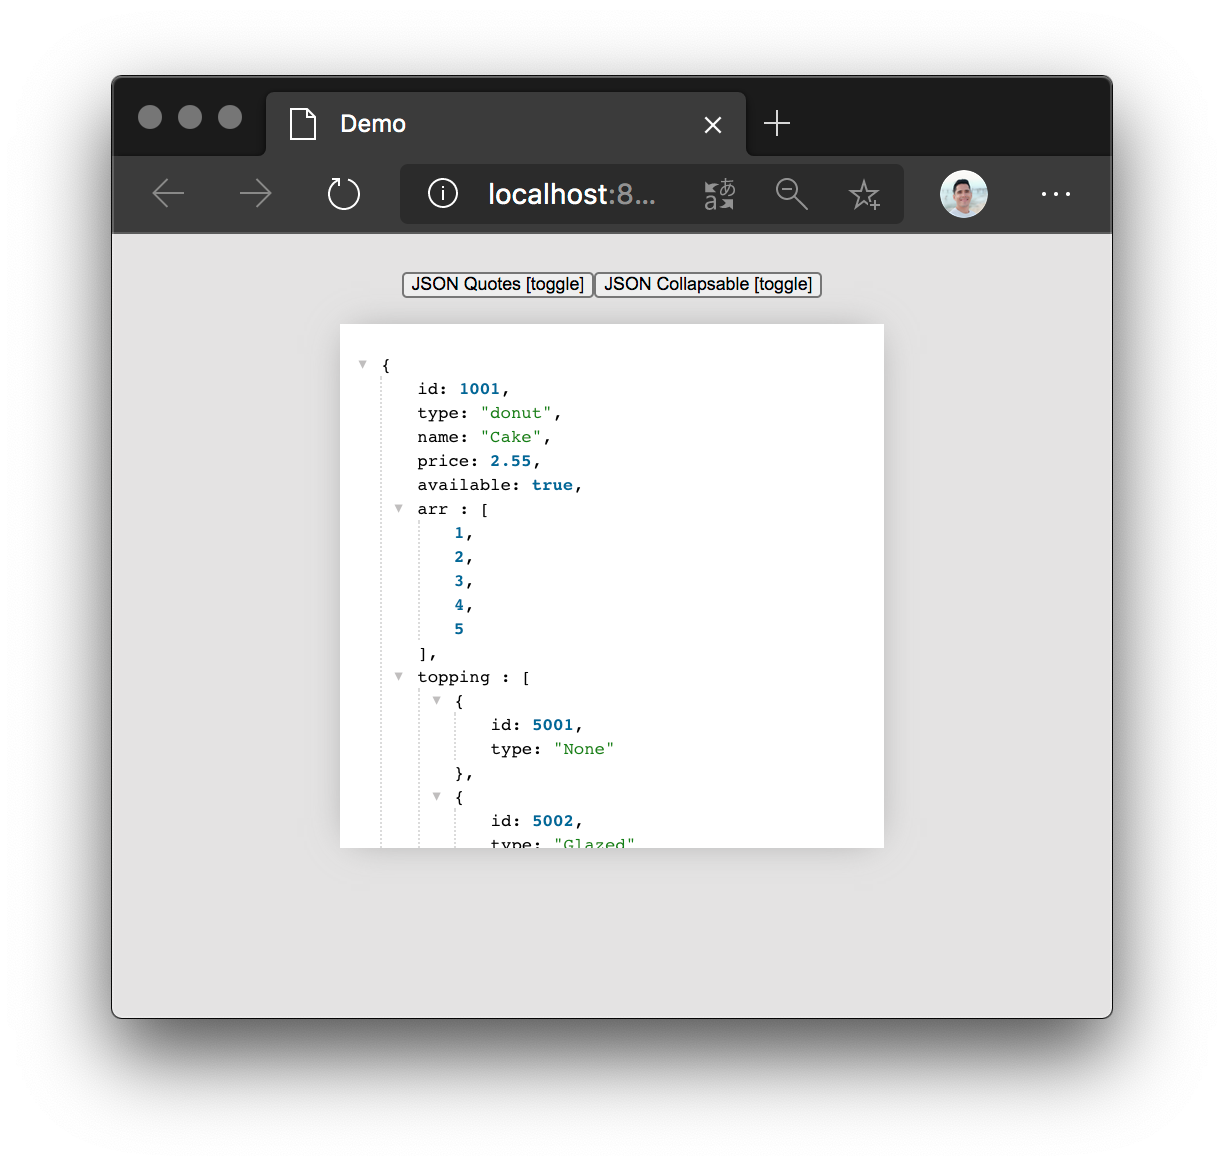 Demo
localhost:8...
JSON Quotes [toggle] JSON Collapsable [toggle]
{
id: 1001,
type: "donut",
name: "Cake",
price: 2.55,
available: true,
arr : [
1,
2,
3,
4,
5
],
topping : [
{
id: 5001,
type: "None"
},
{
id: 5002,
type: "Glazed"